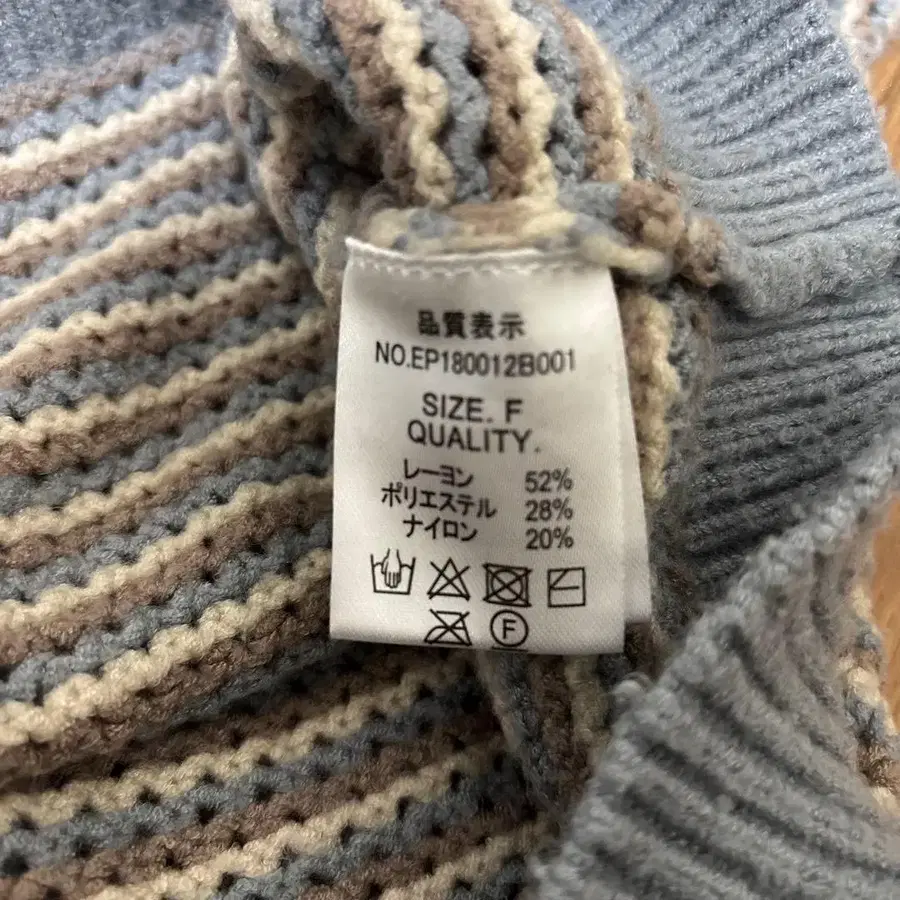 品質表示
NO.EP180012B001
SIZE. F
QUALITY.
レーヨン 52%
ポリエステル 28%
ナイロン 20%
F